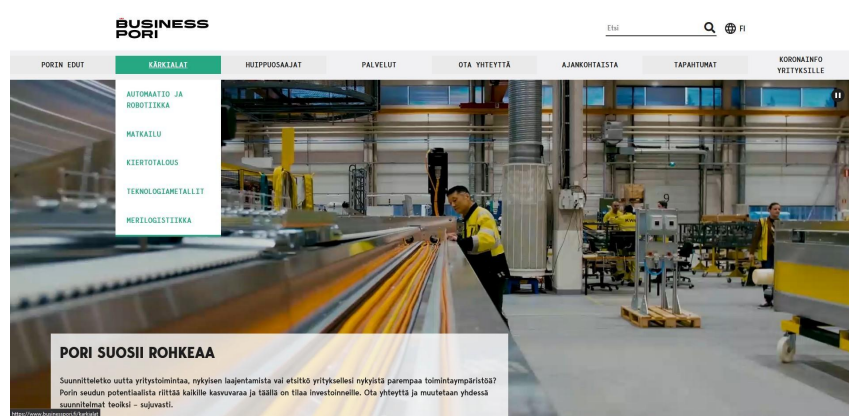 BUSINESS
PORI
Etsi
FI
PORIN EDUT
KÄRKIALAT
HUIPPUOSAAJAT
PALVELUT
OTA YHTEYTTÄ
AJANKOHTAISTA
TAPAHTUMAT
KORONAINFO
YRITYKSILLE
AUTOMAATIO JA
ROBOTIIKKA
MATKAILU
KIERTOTALOUS
TEKNOLOGIAMETALLIT
MERILOGISTIIKKA
9
PORI SUOSII ROHKEAA
Suunnitteletko uutta yritystoimintaa, nykyisen laajentamista vai etsitkö yrityksellesi nykyistä parempaa toimintaympäristöä?
Porin seudun potentiaalista riittää kaikille kasvuvaraa ja täällä on tilaa investoinneille. Ota yhteyttä ja muutetaan yhdessä
suunnitelmat teoiksi – sujuvasti.
https://www.businesspori.fi/karkialat